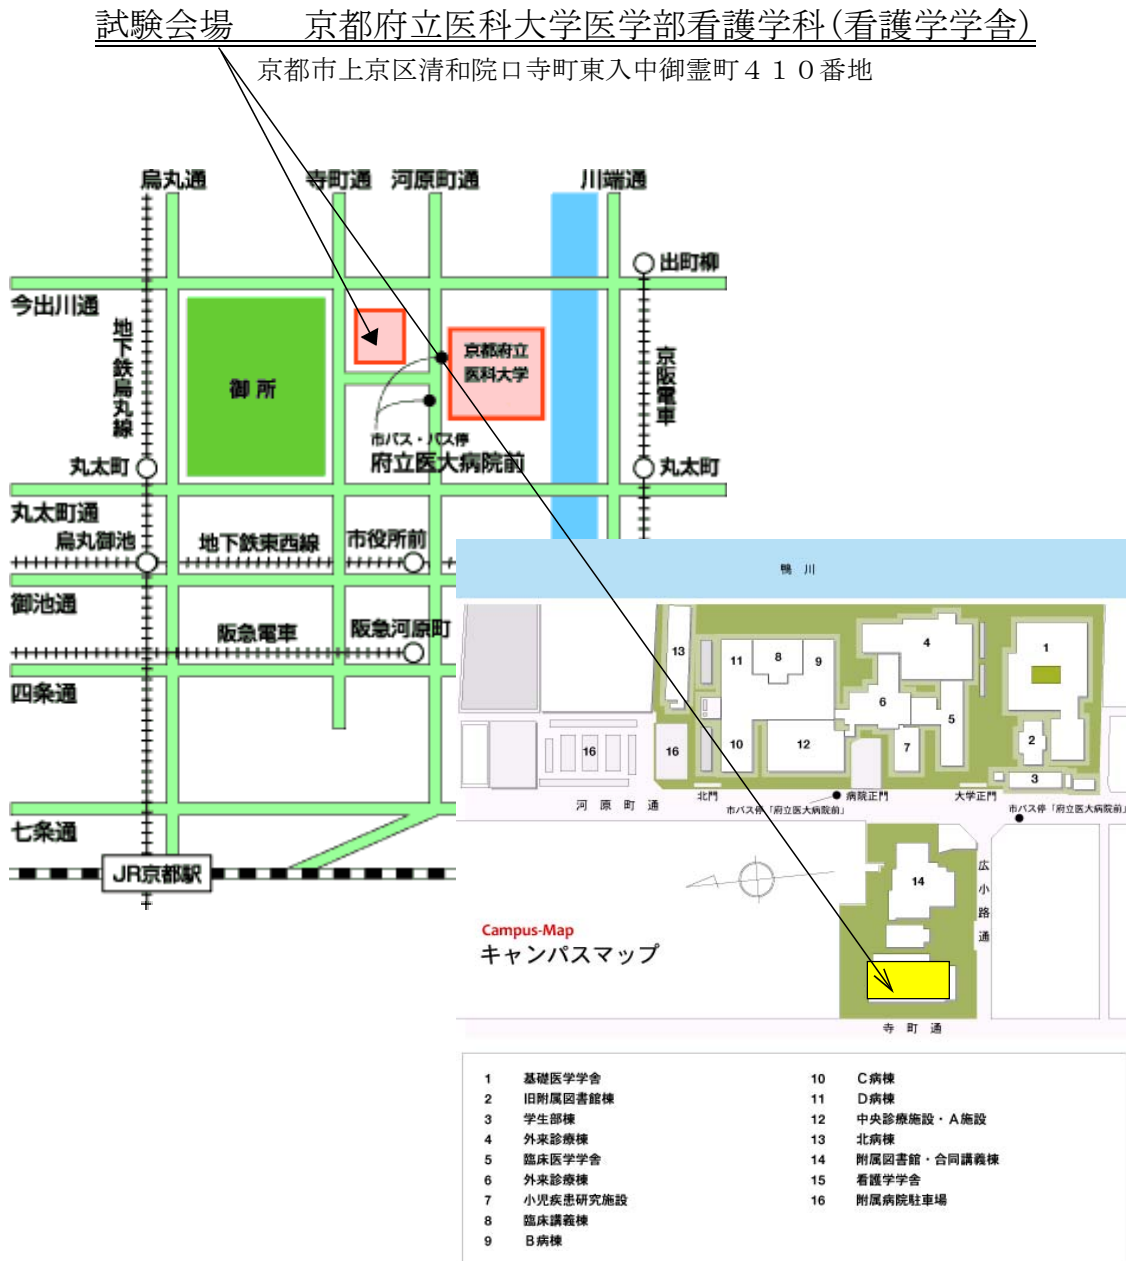 試験会場　　京都府立医科大学医学部看護学科(看護学学舎)
京都市上京区清和院口寺町東入中御霊町４１０番地
烏丸通
寺町通
河原町通
川端通
出町柳
今出川通
地下鉄烏丸線
御所
京都府立
医科大学
京阪電車
市バス・バス停
府立医大病院前
丸太町
丸太町
丸太町通
烏丸御池
地下鉄東西線
市役所前
御池通
阪急電車
阪急河原町
四条通
七条通
JR京都駅
鴨川
13
11
8
9
4
1
6
5
2
16
16
10
12
7
3
河原町通
北門
市バス停「府立医大病院前」
病院正門
大学正門
市バス停「府立医大病院前」
14
広小路通
Campus-Map
キャンパスマップ
寺町通
1 基礎医学学舎
2 旧附属図書館棟
3 学生部棟
4 外来診療棟
5 臨床医学学舎
6 外来診療棟
7 小児疾患研究施設
8 臨床講義棟
9 B病棟
10 C病棟
11 D病棟
12 中央診療施設・A施設
13 北病棟
14 附属図書館・合同講義棟
15 看護学学舎
16 附属病院駐車場